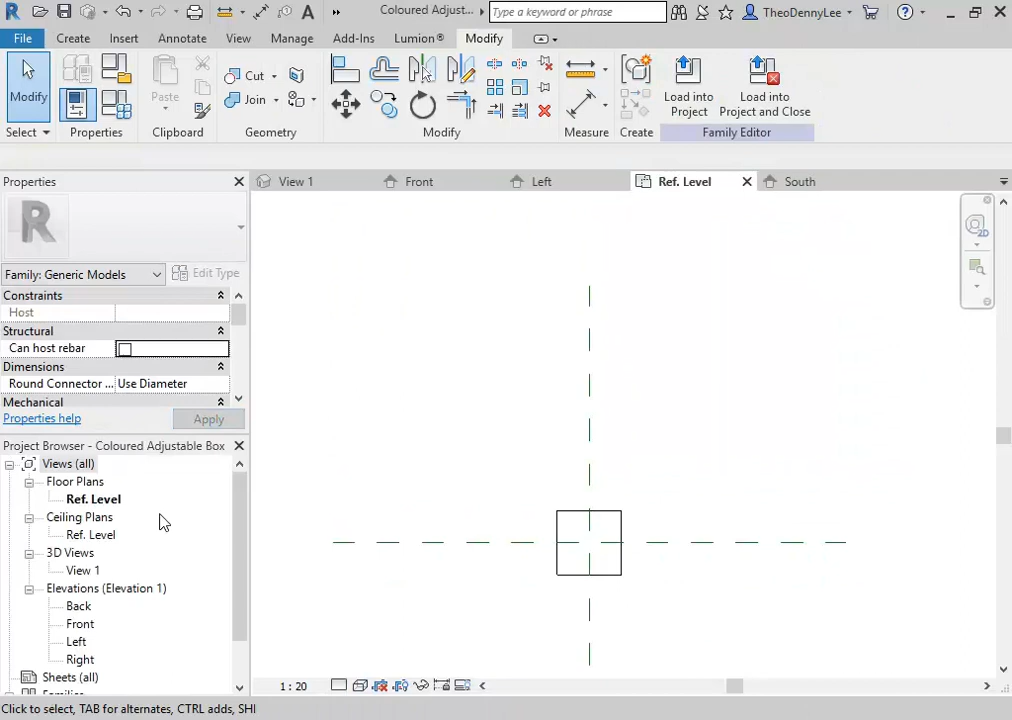 Coloured Adjust...
Type a keyword or phrase
TheoDennyLee
File
Create
Insert
Annotate
View
Manage
Add-Ins
Lumion®
Modify
Modify
Paste
Cut
Join
Load into
Project
Load into
Project and Close
Select
Properties
Clipboard
Geometry
Modify
Measure
Create
Family Editor
Properties
View 1
Front
Left
Ref. Level
South
2D
Family: Generic Models
Edit Type
Constraints
Host
Structural
Can host rebar
Dimensions
Round Connector ...
Use Diameter
Mechanical
Properties help
Apply
Project Browser - Coloured Adjustable Box
Views (all)
Floor Plans
Ref. Level
Ceiling Plans
Ref. Level
3D Views
View 1
Elevations (Elevation 1)
Back
Front
Left
Right
Sheets (all)
1 : 20
Click to select, TAB for alternates, CTRL adds, SHI